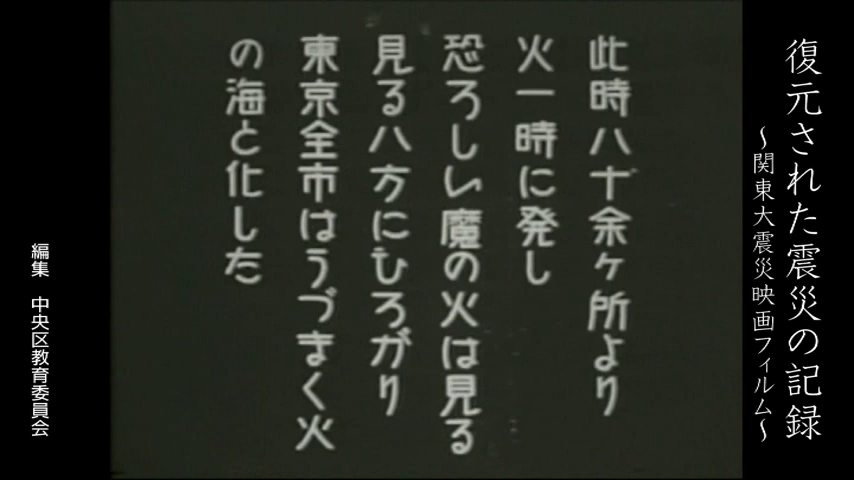 復元された震災の記録
～関東大震災映画フィルム～
此時八十余ヶ所より
火一時に発し
恐ろしい魔の火は見る
見る八方にひろがり
東京全市はうづまく火
の海と化した
編集　中央区教育委員会